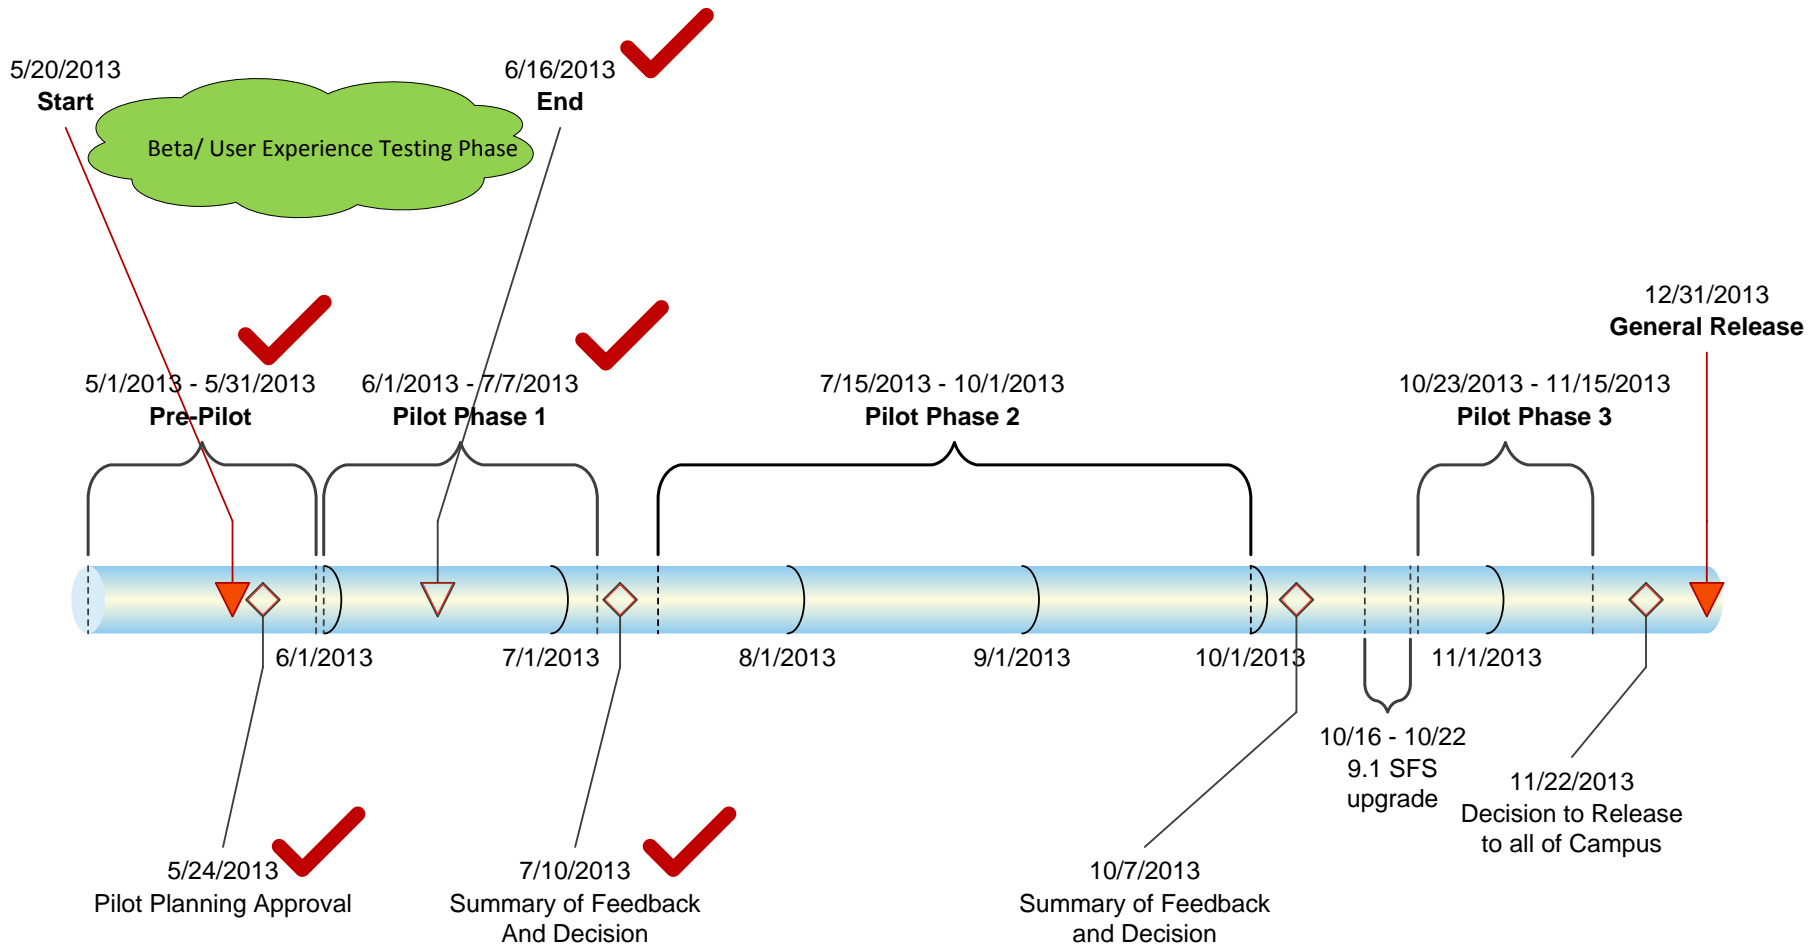 5/20/2013
Start
6/16/2013
End
Beta/ User Experience Testing Phase
12/31/2013
General Release
5/1/2013 - 5/31/2013
Pre-Pilot
6/1/2013 - 7/7/2013
Pilot Phase 1
7/15/2013 - 10/1/2013
Pilot Phase 2
10/23/2013 - 11/15/2013
Pilot Phase 3
6/1/2013
7/1/2013
8/1/2013
9/1/2013
10/1/2013
11/1/2013
10/16 - 10/22
9.1 SFS
upgrade
11/22/2013
Decision to Release
to all of Campus
5/24/2013
Pilot Planning Approval
7/10/2013
Summary of Feedback
And Decision
10/7/2013
Summary of Feedback
and Decision